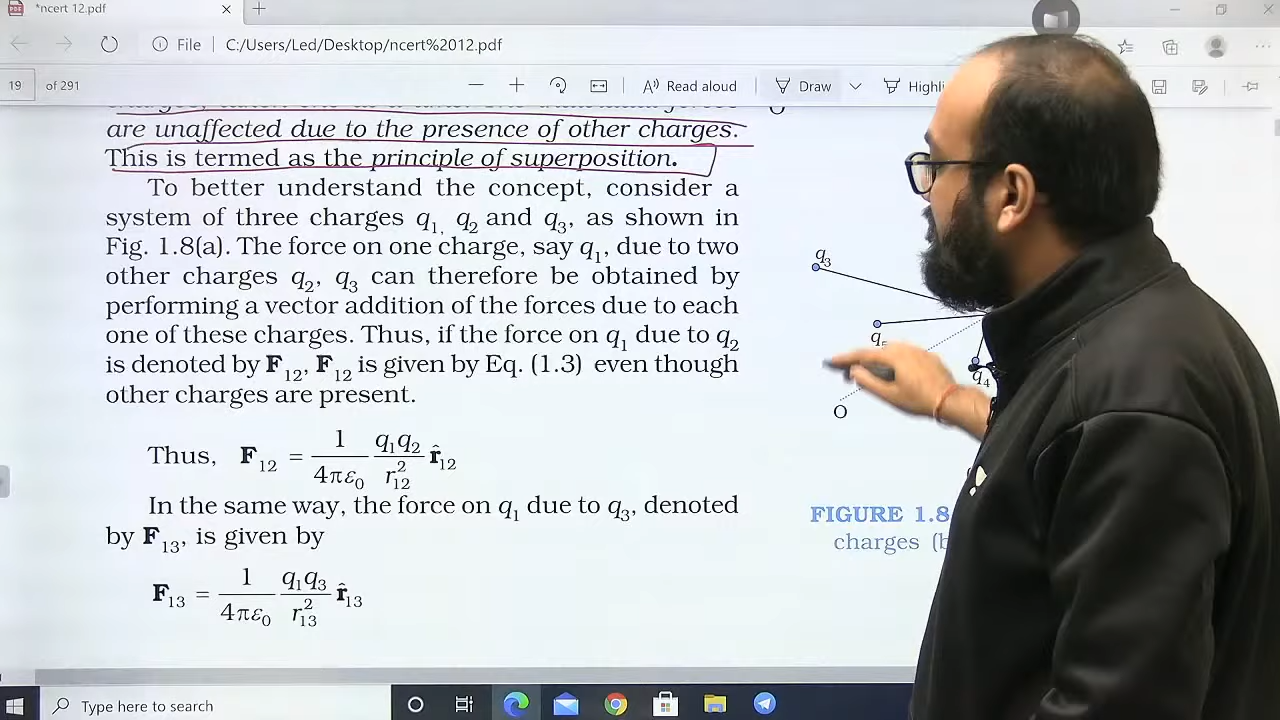 *ncert 12.pdf
File C:/Users/Led/Desktop/ncert%2012.pdf
19 of 291 Read aloud Draw Highli
are unaffected due to the presence of other charges.
This is termed as the principle of superposition.
To better understand the concept, consider a
system of three charges q₁, q₂ and q₃, as shown in
Fig. 1.8(a). The force on one charge, say q₁, due to two
other charges q₂, q₃ can therefore be obtained by
performing a vector addition of the forces due to each
one of these charges. Thus, if the force on q₁ due to q₂
is denoted by F₁₂, F₁₂ is given by Eq. (1.3) even though
other charges are present.
Thus, F₁₂ = 1/4πε₀ q₁q₂/r₁₂² r̂₁₂
In the same way, the force on q₁ due to q₃, denoted
by F₁₃, is given by
F₁₃ = 1/4πε₀ q₁q₃/r₁₃² r̂₁₃
q₃
q₅
q₄
O
FIGURE 1.8
charges (b
Type here to search